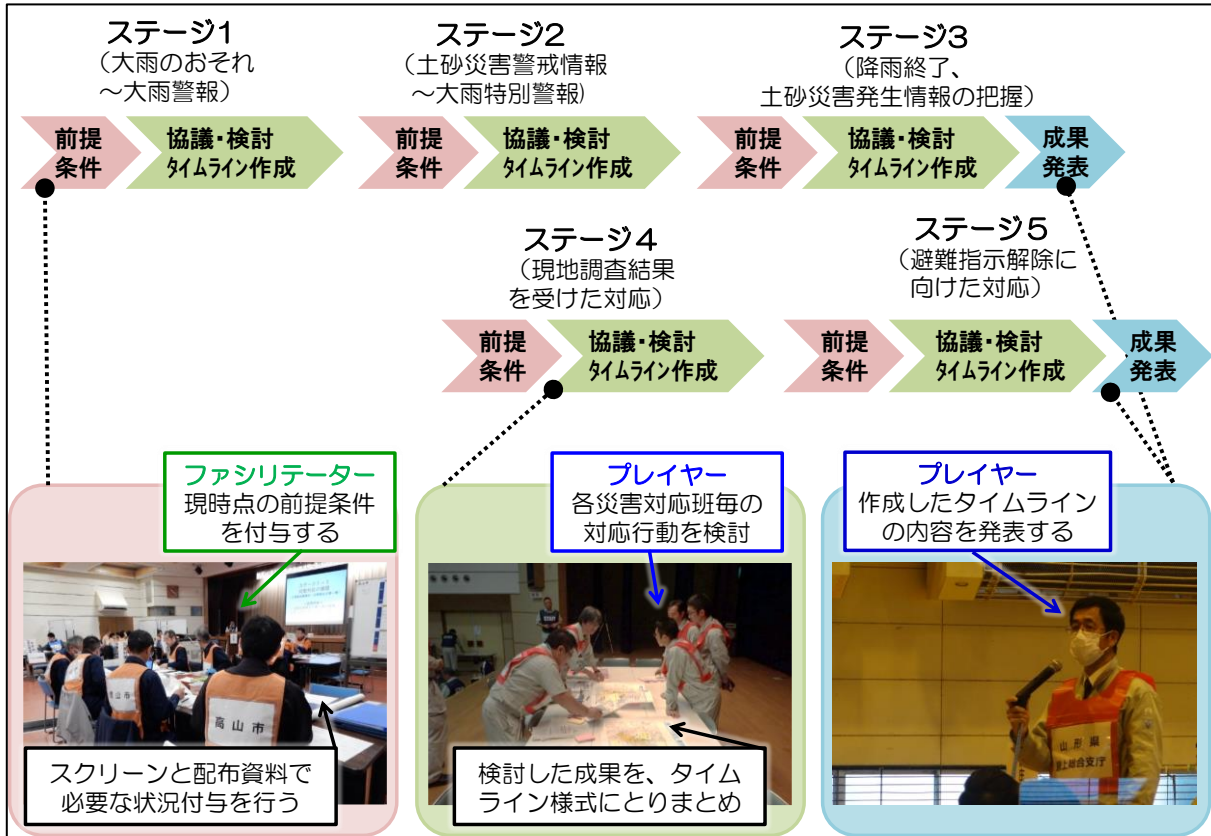 ステージ1
(大雨のおそれ
~大雨警報)
前提
条件
協議・検討
タイムライン作成
ステージ2
(土砂災害警戒情報
~大雨特別警報)
前提
条件
協議・検討
タイムライン作成
ステージ3
(降雨終了、
土砂災害発生情報の把握)
前提
条件
協議・検討
タイムライン作成
成果
発表
ステージ4
(現地調査結果
を受けた対応)
前提
条件
協議・検討
タイムライン作成
ステージ5
(避難指示解除に
向けた対応)
前提
条件
協議・検討
タイムライン作成
成果
発表
ファシリテーター
現時点の前提条件
を付与する
高山市
高山市
スクリーンと配布資料で
必要な状況付与を行う
プレイヤー
各災害対応班毎の
対応行動を検討
検討した成果を、タイム
ライン様式にとりまとめ
プレイヤー
作成したタイムライン
の内容を発表する
山形県
最上総合支庁